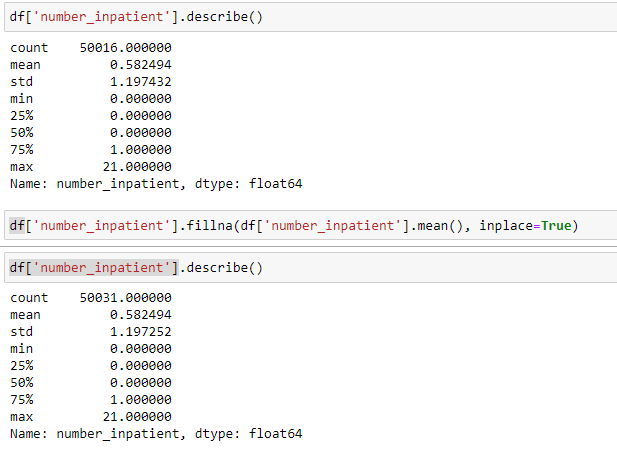 df['number_inpatient'].describe()
count    50016.000000
mean         0.582494
std          1.197432
min          0.000000
25%          0.000000
50%          0.000000
75%          1.000000
max         21.000000
Name: number_inpatient, dtype: float64
df['number_inpatient'].fillna(df['number_inpatient'].mean(), inplace=True)
df['number_inpatient'].describe()
count    50031.000000
mean         0.582494
std          1.197252
min          0.000000
25%          0.000000
50%          0.000000
75%          1.000000
max         21.000000
Name: number_inpatient, dtype: float64